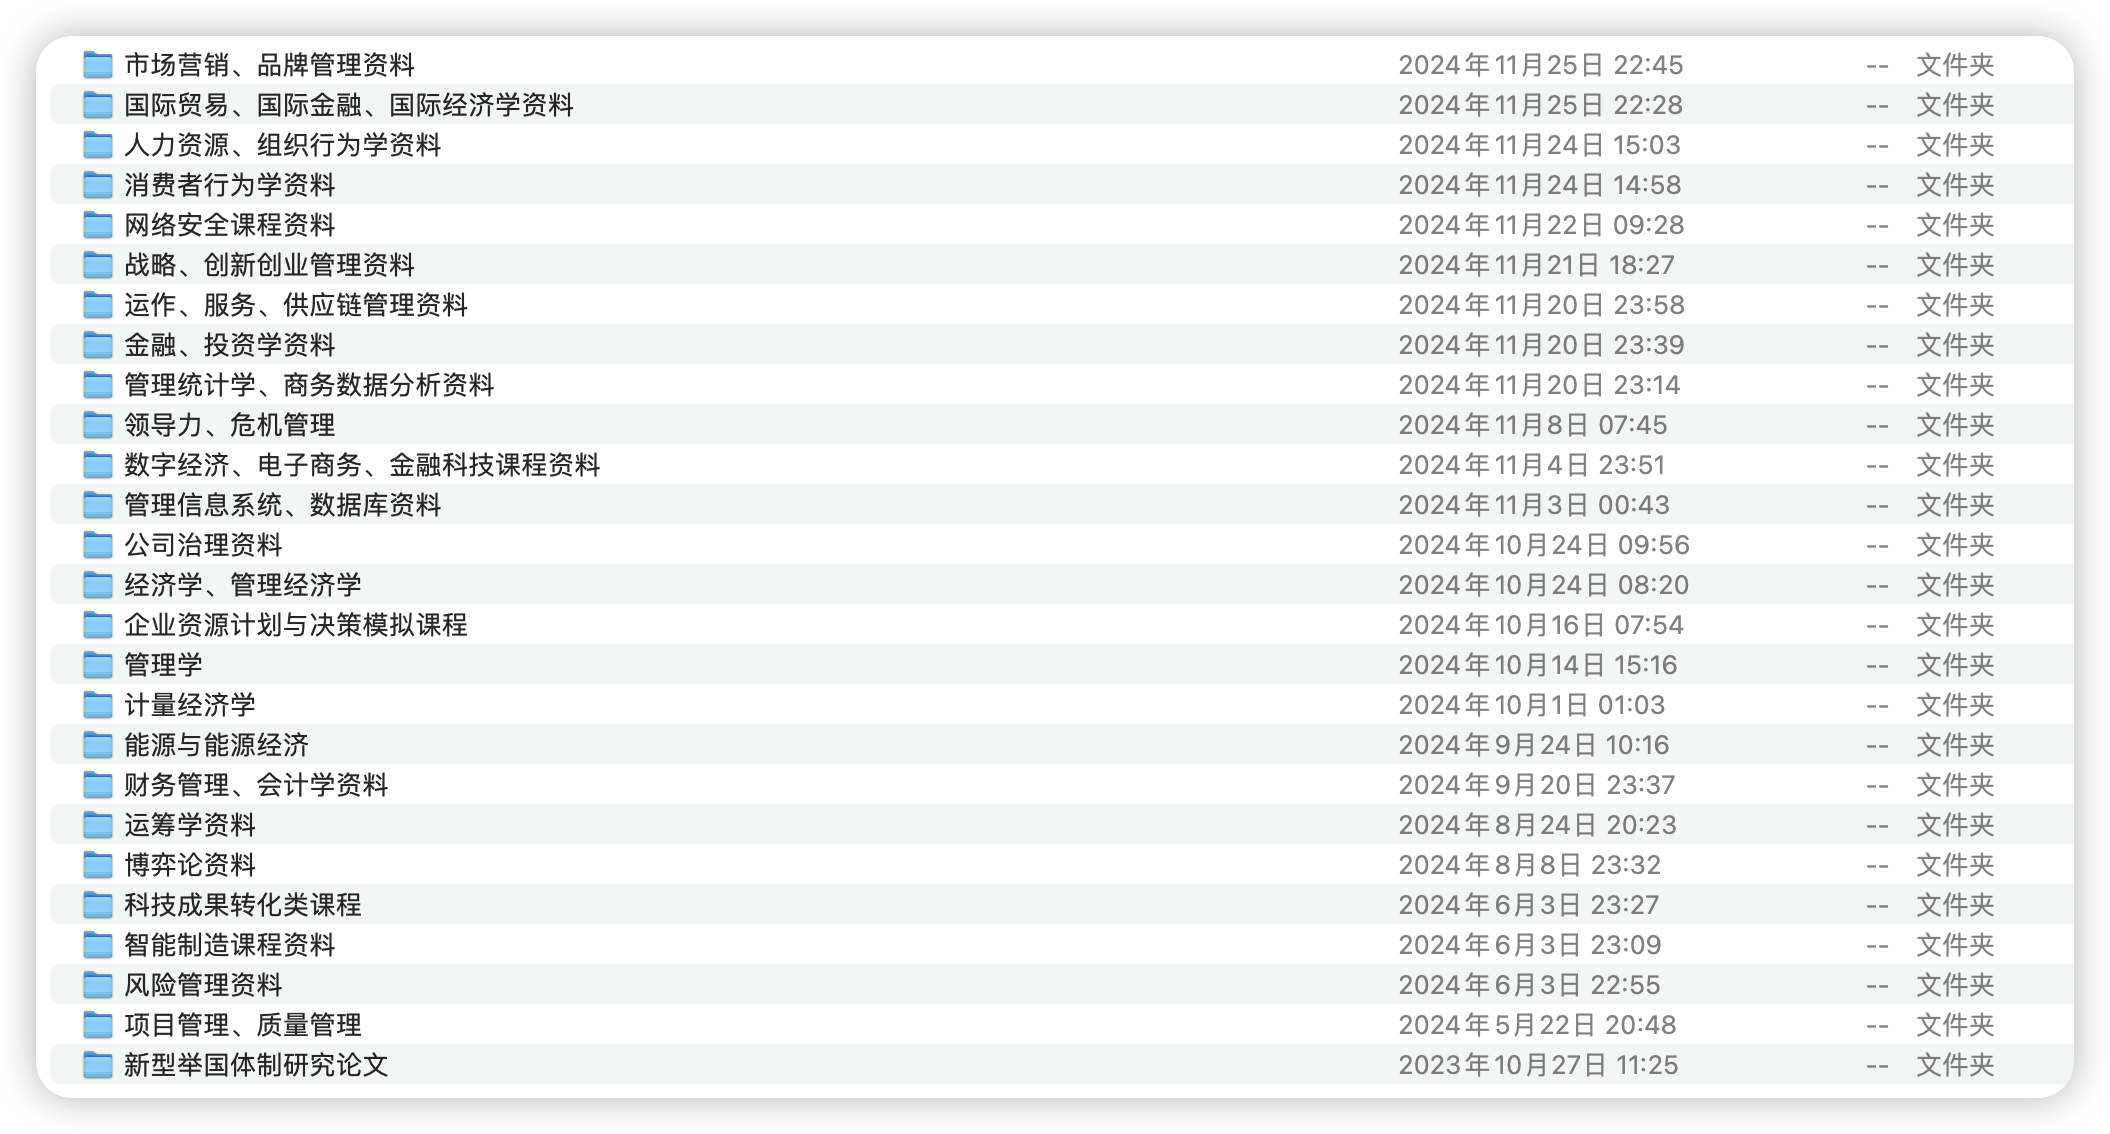 市场营销、品牌管理资料 2024年11月25日 22:45 -- 文件夹
国际贸易、国际金融、国际经济学资料 2024年11月25日 22:28 -- 文件夹
人力资源、组织行为学资料 2024年11月24日 15:03 -- 文件夹
消费者行为学资料 2024年11月24日 14:58 -- 文件夹
网络安全课程资料 2024年11月22日 09:28 -- 文件夹
战略、创新创业管理资料 2024年11月21日 18:27 -- 文件夹
运作、服务、供应链管理资料 2024年11月20日 23:58 -- 文件夹
金融、投资学资料 2024年11月20日 23:39 -- 文件夹
管理统计学、商务数据分析资料 2024年11月20日 23:14 -- 文件夹
领导力、危机管理 2024年11月8日 07:45 -- 文件夹
数字经济、电子商务、金融科技课程资料 2024年11月4日 23:51 -- 文件夹
管理信息系统、数据库资料 2024年11月3日 00:43 -- 文件夹
公司治理资料 2024年10月24日 09:56 -- 文件夹
经济学、管理经济学 2024年10月24日 08:20 -- 文件夹
企业资源计划与决策模拟课程 2024年10月16日 07:54 -- 文件夹
管理学 2024年10月14日 15:16 -- 文件夹
计量经济学 2024年10月1日 01:03 -- 文件夹
能源与能源经济 2024年9月24日 10:16 -- 文件夹
财务管理、会计学资料 2024年9月20日 23:37 -- 文件夹
运筹学资料 2024年8月24日 20:23 -- 文件夹
博弈论资料 2024年8月8日 23:32 -- 文件夹
科技成果转化类课程 2024年6月3日 23:27 -- 文件夹
智能制造课程资料 2024年6月3日 23:09 -- 文件夹
风险管理资料 2024年6月3日 22:55 -- 文件夹
项目管理、质量管理 2024年5月22日 20:48 -- 文件夹
新型举国体制研究论文 2023年10月27日 11:25 -- 文件夹